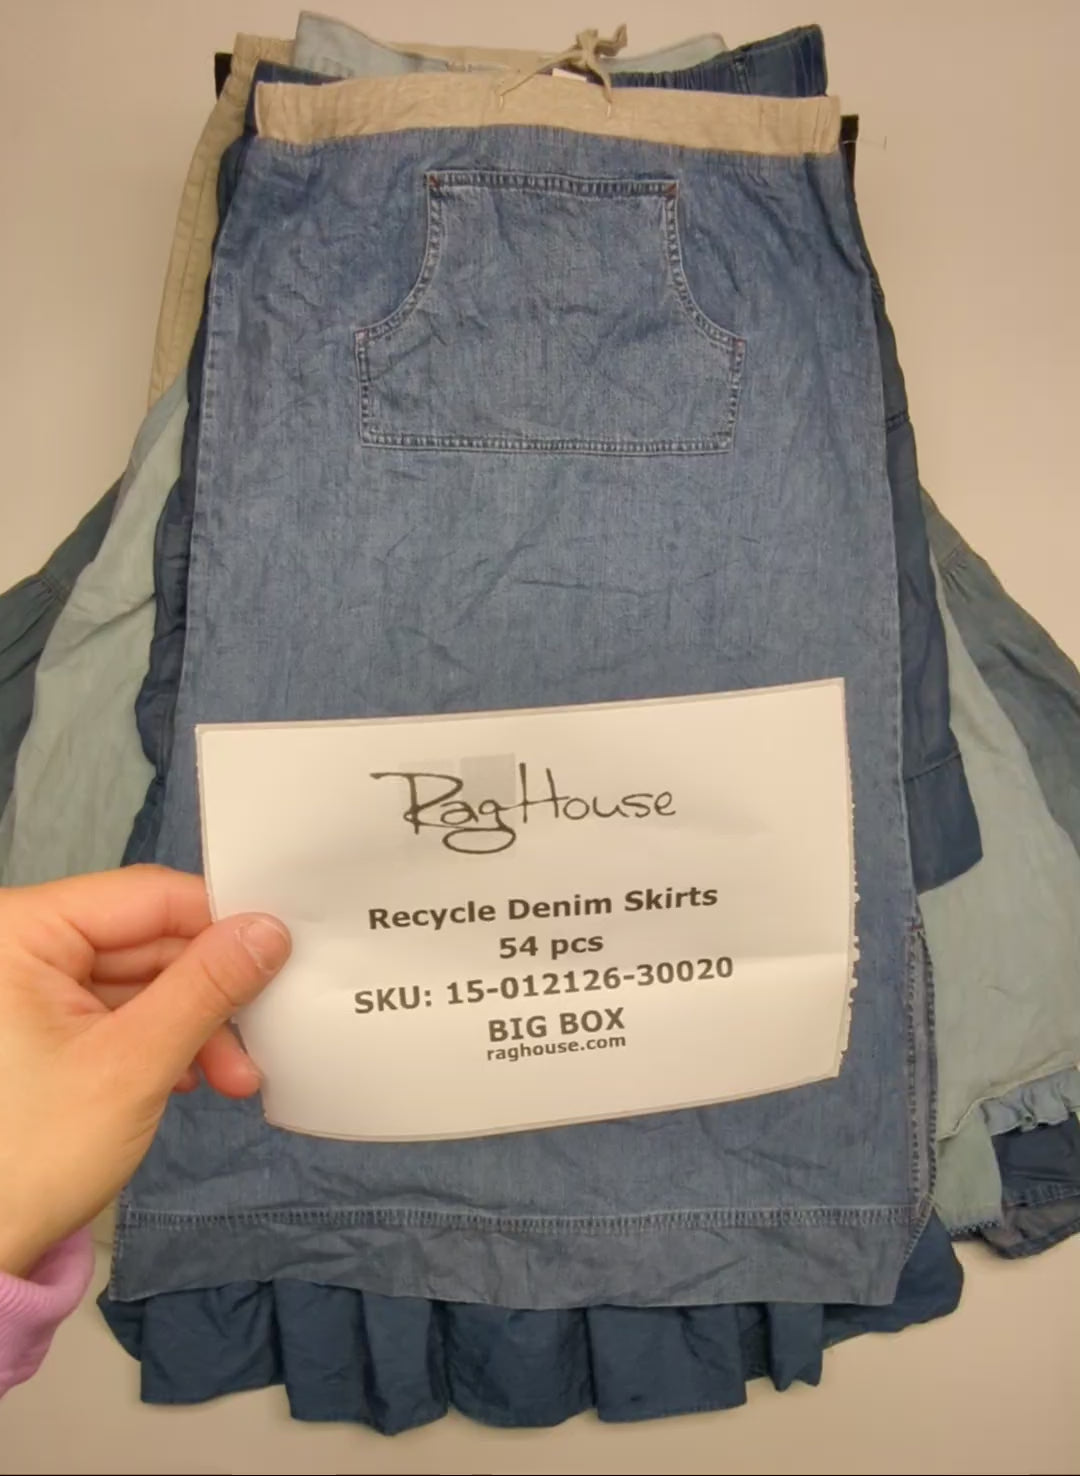 RagHouse
Recycle Denim Skirts
54 pcs
SKU: 15-012126-30020
BIG BOX
raghouse.com